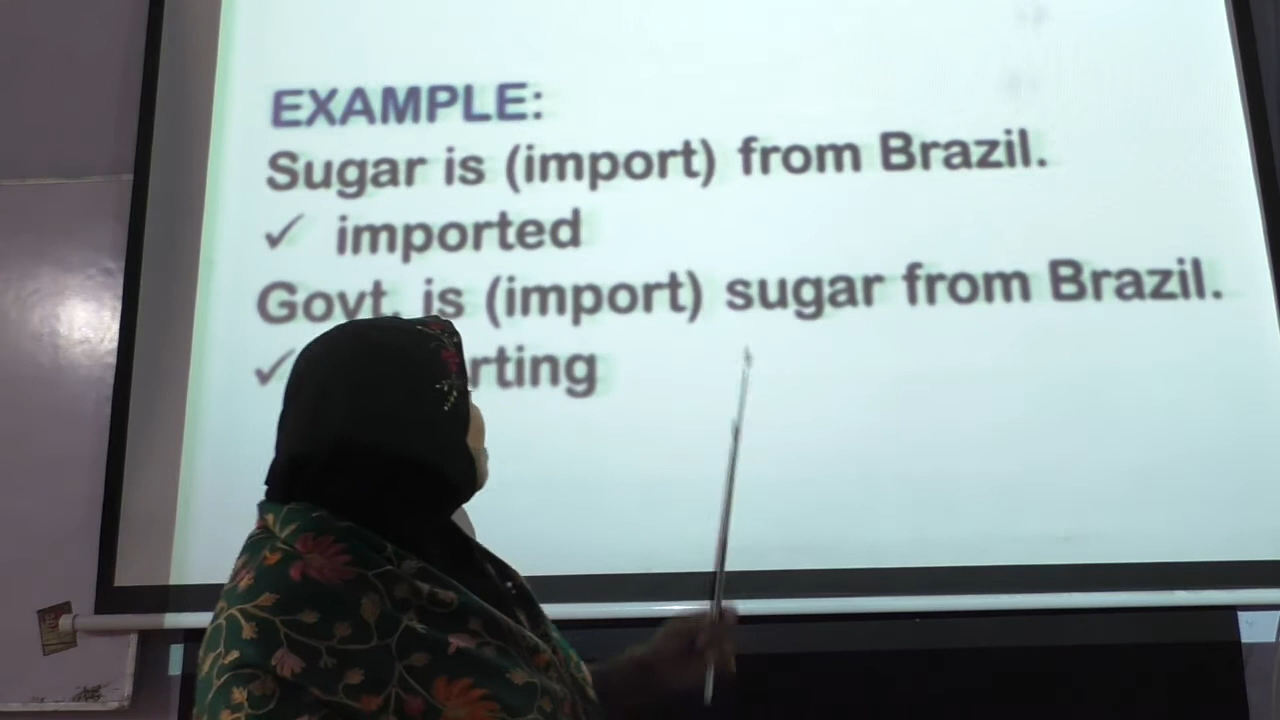 EXAMPLE:
Sugar is (import) from Brazil.
✓ imported
Govt. is (import) sugar from Brazil.
✓ rting